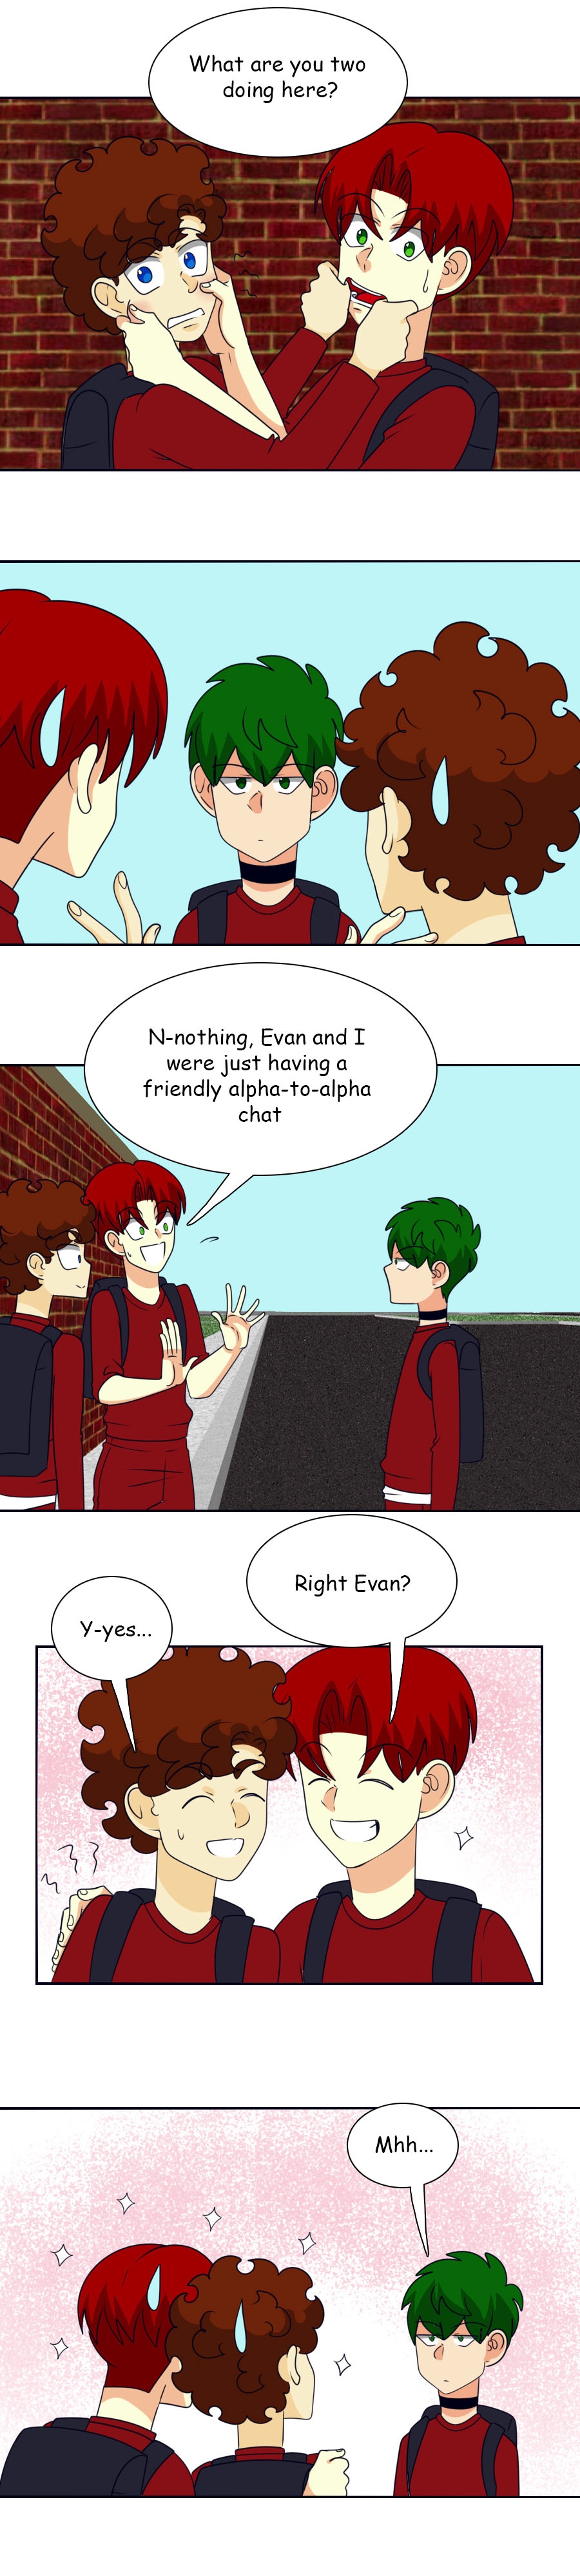 What are you two
doing here?
N-nothing, Evan and I
were just having a
friendly alpha-to-alpha
chat
Right Evan?
Y-yes...
Mhh...